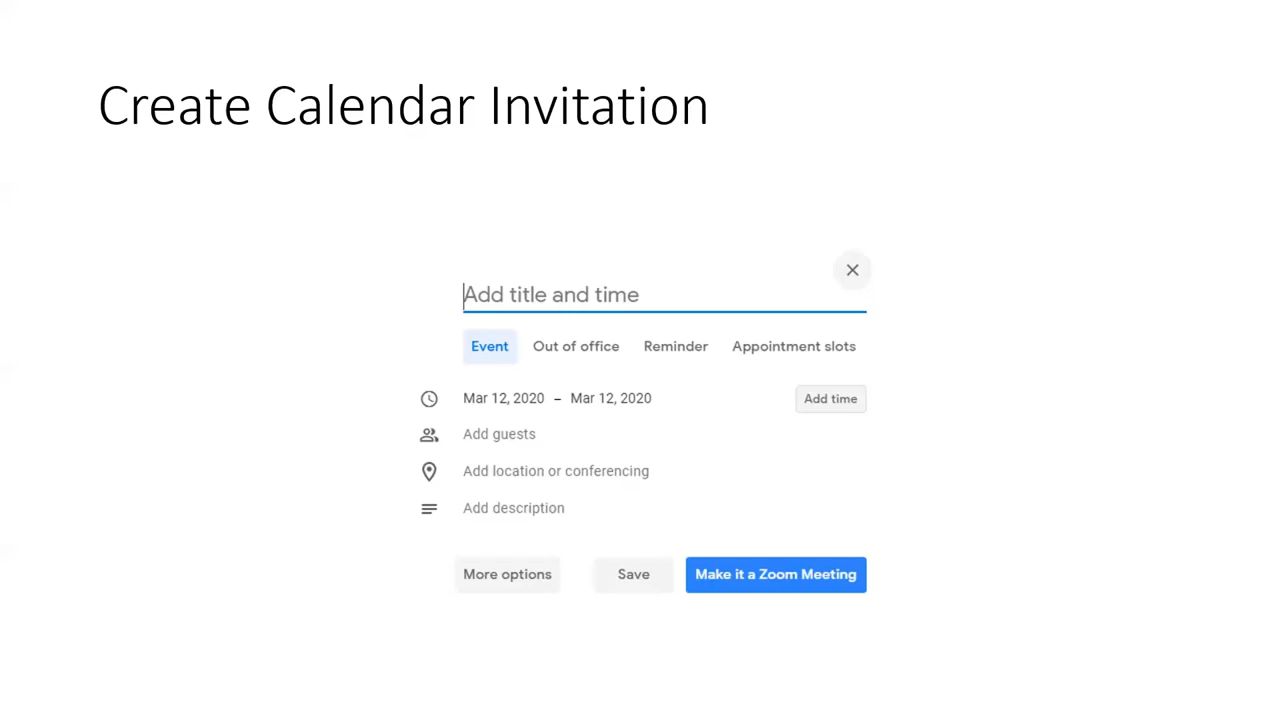 Create Calendar Invitation
Add title and time
Event Out of office Reminder Appointment slots
Mar 12, 2020 – Mar 12, 2020 Add time
Add guests
Add location or conferencing
Add description
More options Save Make it a Zoom Meeting